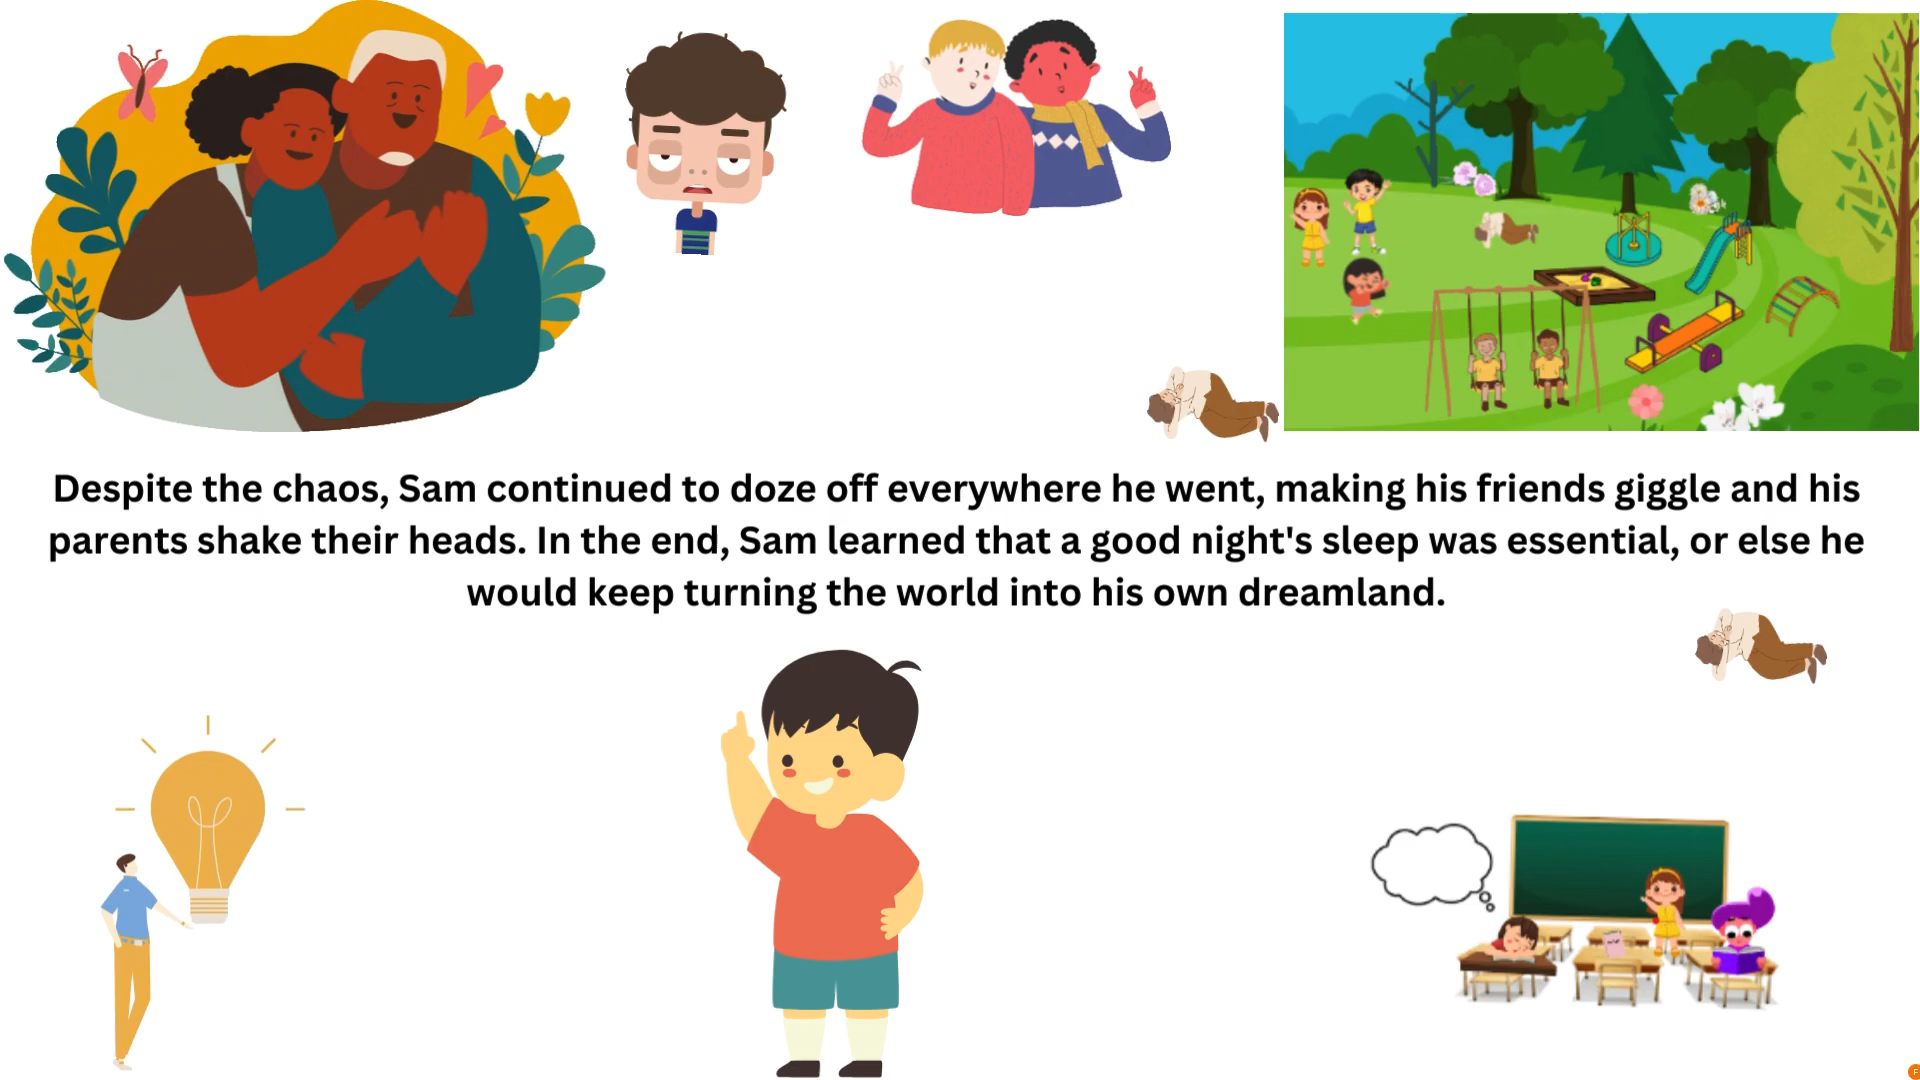 Despite the chaos, Sam continued to doze off everywhere he went, making his friends giggle and his
parents shake their heads. In the end, Sam learned that a good night's sleep was essential, or else he
would keep turning the world into his own dreamland.
F